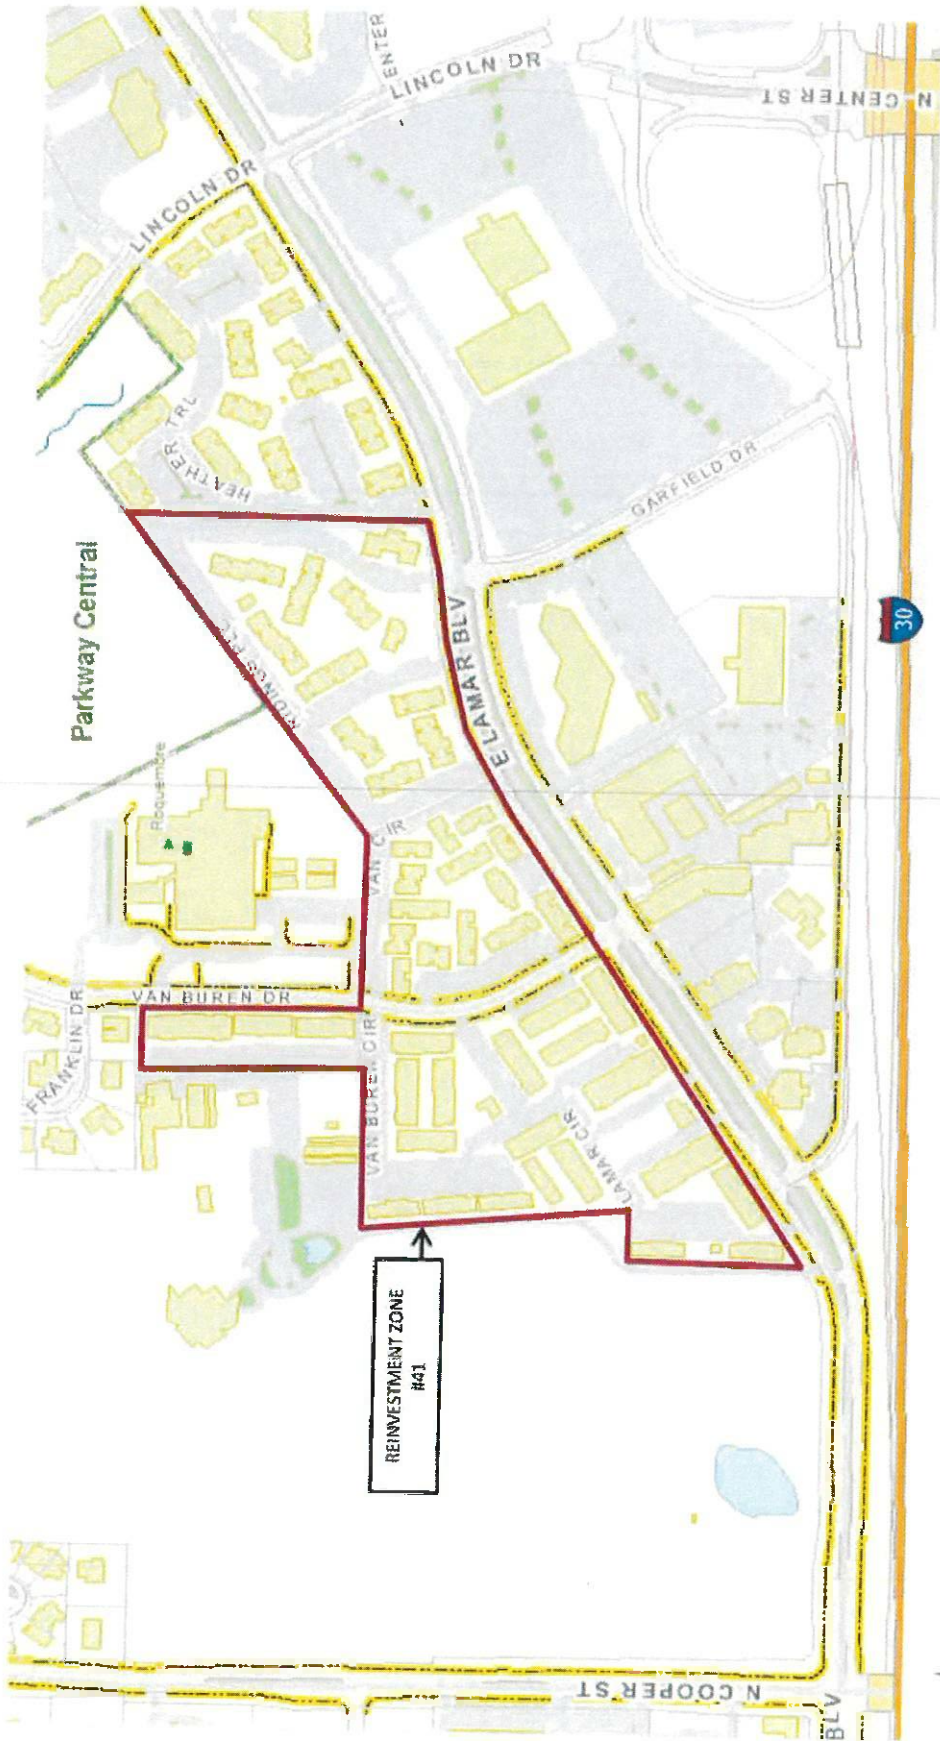 ENTER
LINCOLN DR
N CENTER ST
LINCOLN DR
HEATHER TRL
GARFIELD DR
Parkway Central
30
E LAMAR BLV
Roquemore
VAN CIR
VAN BUREN DR
FRANKLIN DR
VAN BUREN CIR
LAMAR CIR
REINVESTMENT ZONE
#41
N COOPER ST
BLV